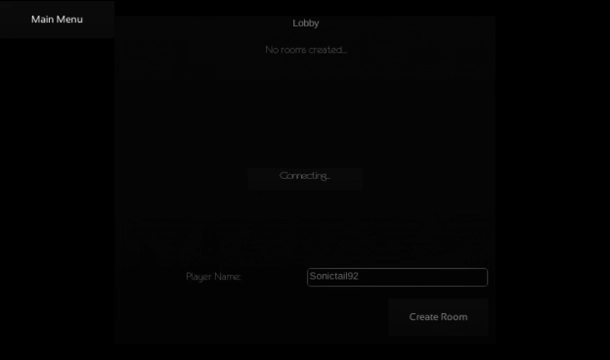 Main Menu
Lobby
No rooms created...
Connecting...
Player Name:
Sonictail92
Create Room